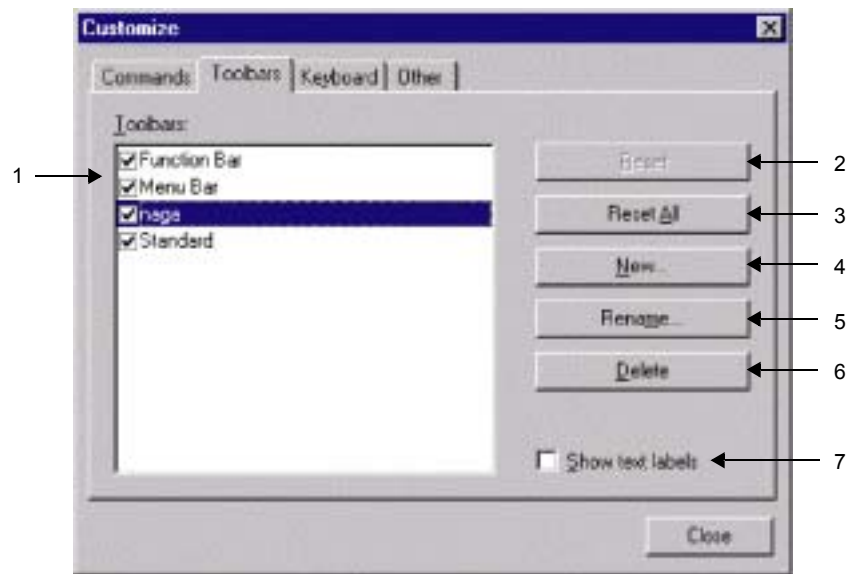 Customize
Commands Toolbars Keyboard Other
Toolbars:
1
Function Bar
Menu Bar
naga
Standard
Reset 2
Reset All 3
New... 4
Rename... 5
Delete 6
Show text labels 7
Close